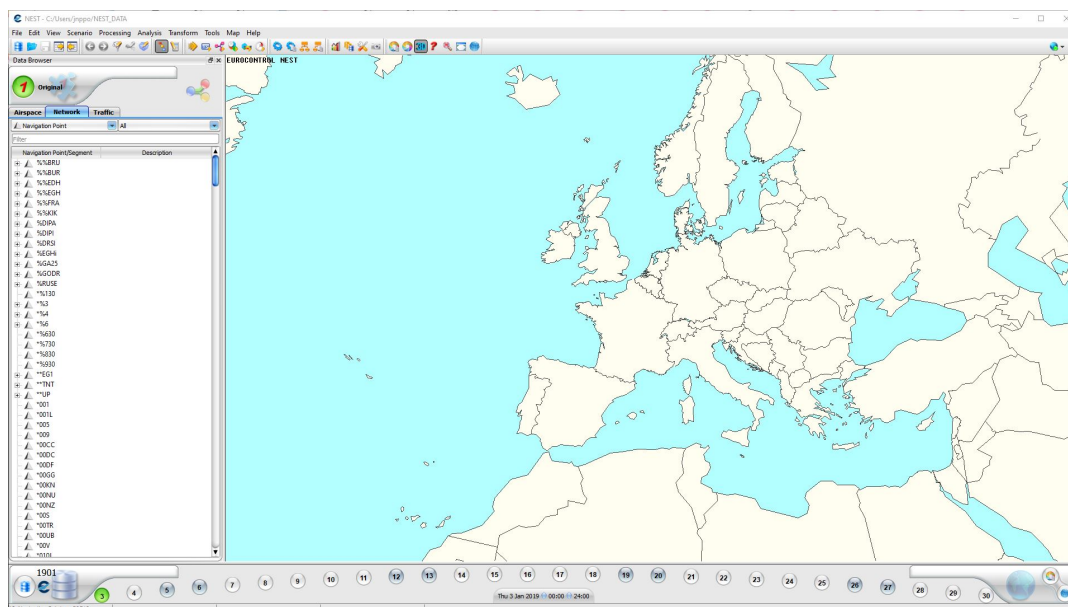 NEST - C:/Users/jnppo/NEST_DATA
File Edit View Scenario Processing Analysis Transform Tools Map Help
Data Browser
EUROCONTROL NEST
1 Original
Airspace Network Traffic
Navigation Point All
Filter
Navigation Point/Segment Description
%%BRU
%%BUR
%%EDH
%%EGH
%%FRA
%%KIK
%DIPA
%DIPI
%DRSI
%EGHi
%GA25
%GODR
%RUSE
*%130
*%3
*%4
*%6
*%630
*%730
*%830
*%930
**EG1
**TNT
**UP
*001
*001L
*005
*009
*00CC
*00DC
*00DF
*00GG
*00KN
*00NU
*00NZ
*00S
*00TR
*00UB
*00V
*010L
1901
3 4 5 6 7 8 9 10 11 12 13 14 15 16 17 18 19 20 21 22 23 24 25 26 27 28 29 30
Thu 3 Jan 2019 00:00 24:00